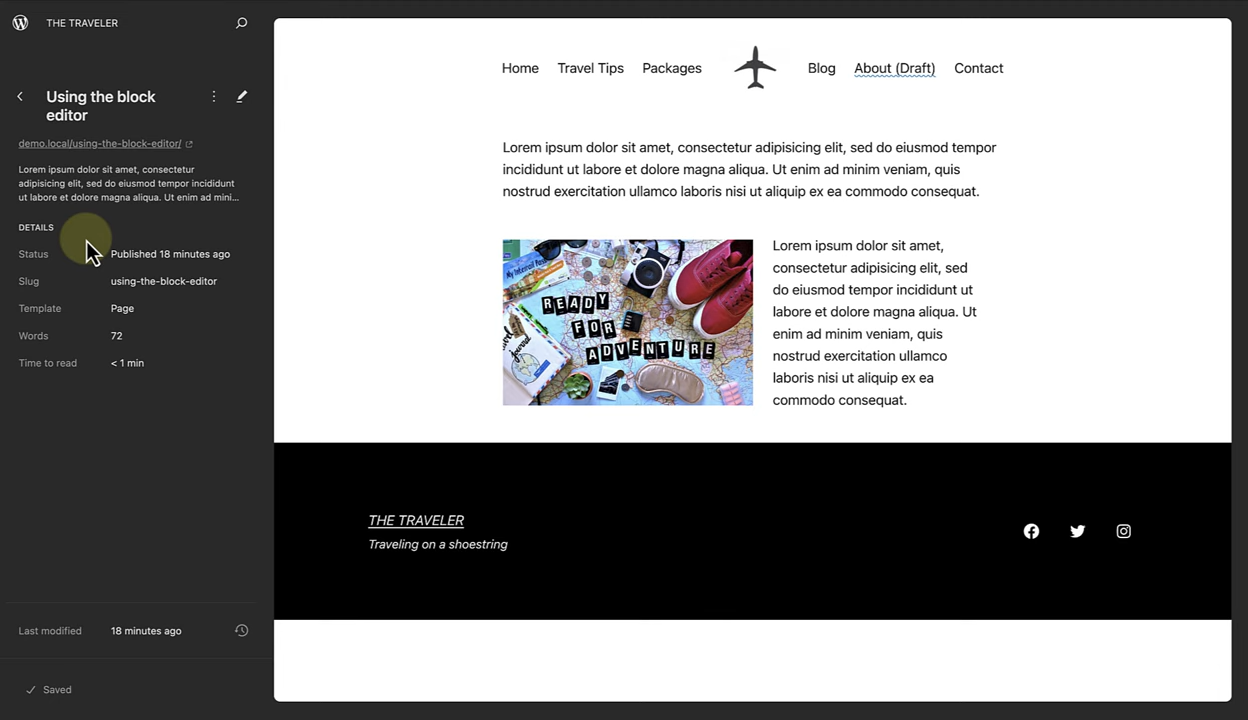 THE TRAVELER
Using the block
editor
demo.local/using-the-block-editor/
Lorem ipsum dolor sit amet, consectetur
adipisicing elit, sed do eiusmod tempor incididunt
ut labore et dolore magna aliqua. Ut enim ad mini...
DETAILS
Status Published 18 minutes ago
Slug using-the-block-editor
Template Page
Words 72
Time to read < 1 min
Last modified 18 minutes ago
Saved
Home Travel Tips Packages Blog About (Draft) Contact
Lorem ipsum dolor sit amet, consectetur adipisicing elit, sed do eiusmod tempor
incididunt ut labore et dolore magna aliqua. Ut enim ad minim veniam, quis
nostrud exercitation ullamco laboris nisi ut aliquip ex ea commodo consequat.
READY
FOR
ADVENTURE
Lorem ipsum dolor sit amet,
consectetur adipisicing elit, sed
do eiusmod tempor incididunt ut
labore et dolore magna aliqua. Ut
enim ad minim veniam, quis
nostrud exercitation ullamco
laboris nisi ut aliquip ex ea
commodo consequat.
THE TRAVELER
Traveling on a shoestring